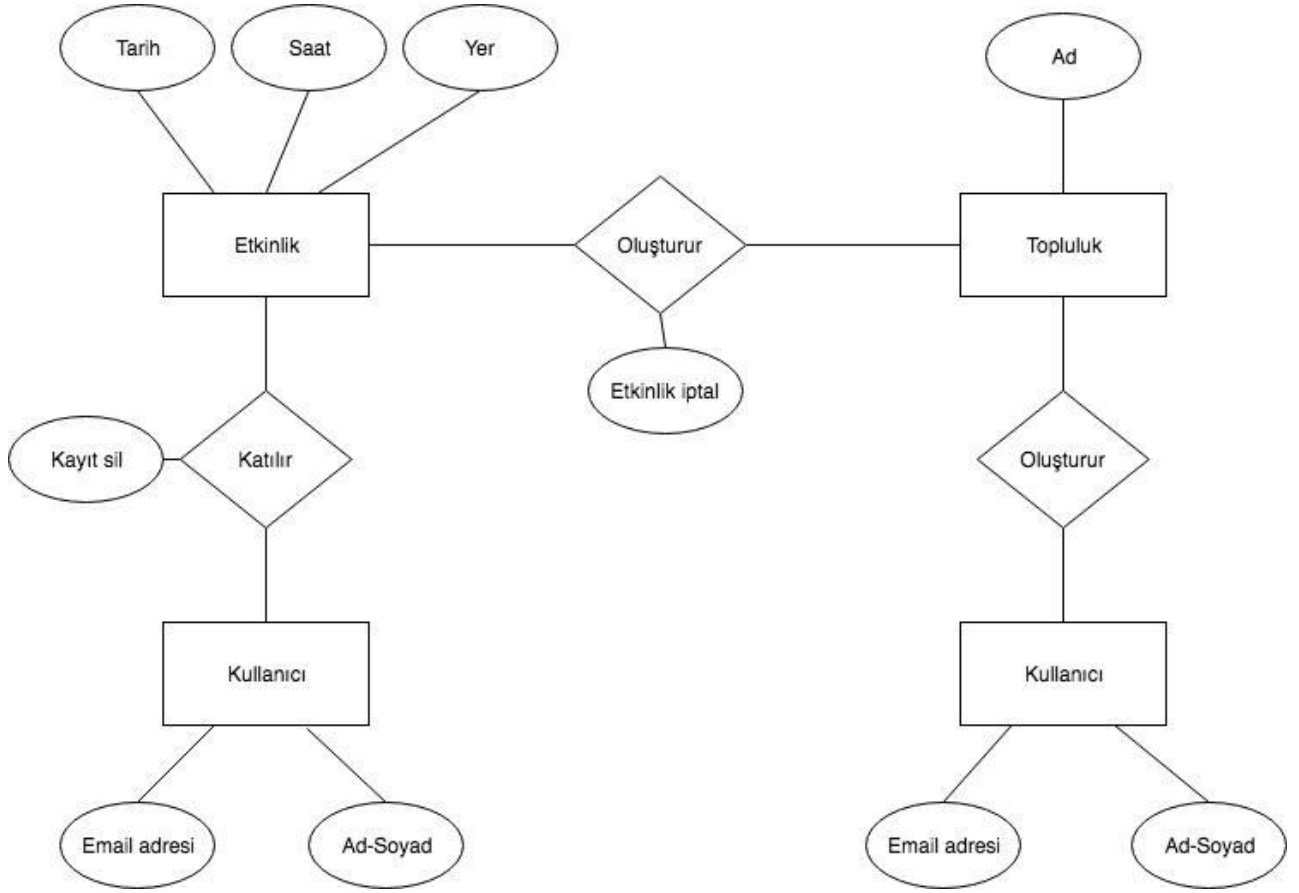 Tarih
Saat
Yer
Ad
Etkinlik
Oluşturur
Topluluk
Etkinlik iptal
Kayıt sil
Katılır
Oluşturur
Kullanıcı
Kullanıcı
Email adresi
Ad-Soyad
Email adresi
Ad-Soyad